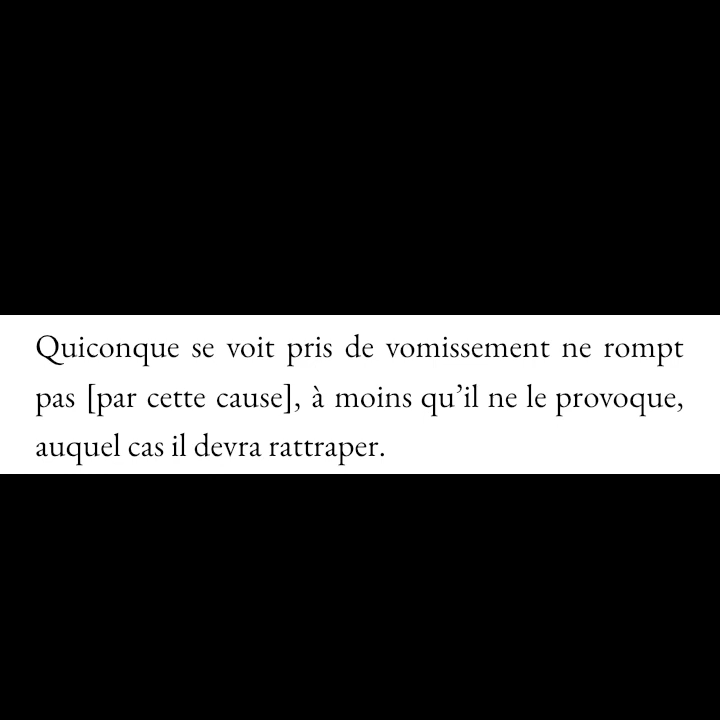 Quiconque se voit pris de vomissement ne rompt
pas [par cette cause], à moins qu’il ne le provoque,
auquel cas il devra rattraper.